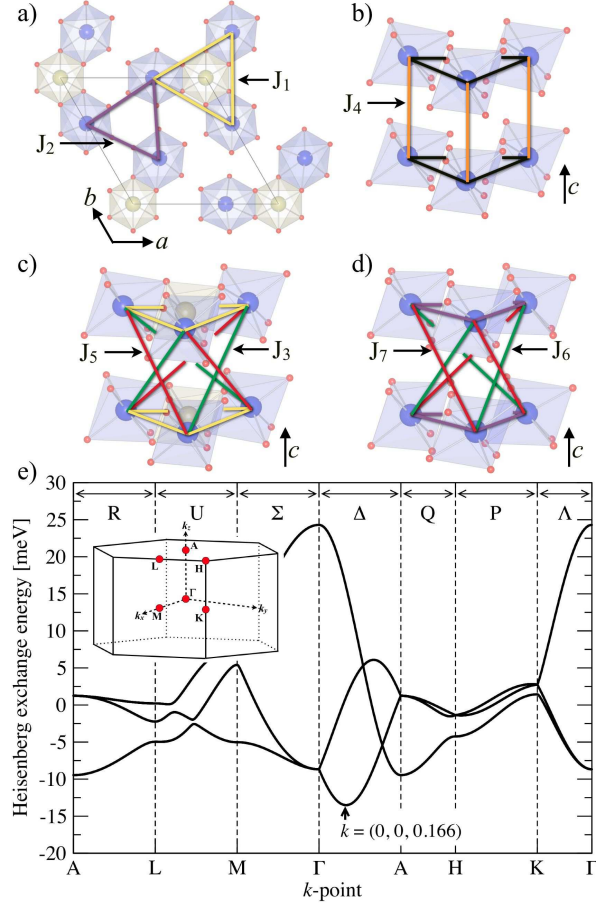 a)
J1
J2
b
a
b)
J4
c
c)
J5
J3
c
d)
J7
J6
c
e)
30
25
20
15
10
5
0
-5
-10
-15
-20
Heisenberg exchange energy [meV]
R U Σ Δ Q P Λ
kz
A
L H
Γ
kx M K ky
k = (0, 0, 0.166)
A L M Γ A H K Γ
k-point